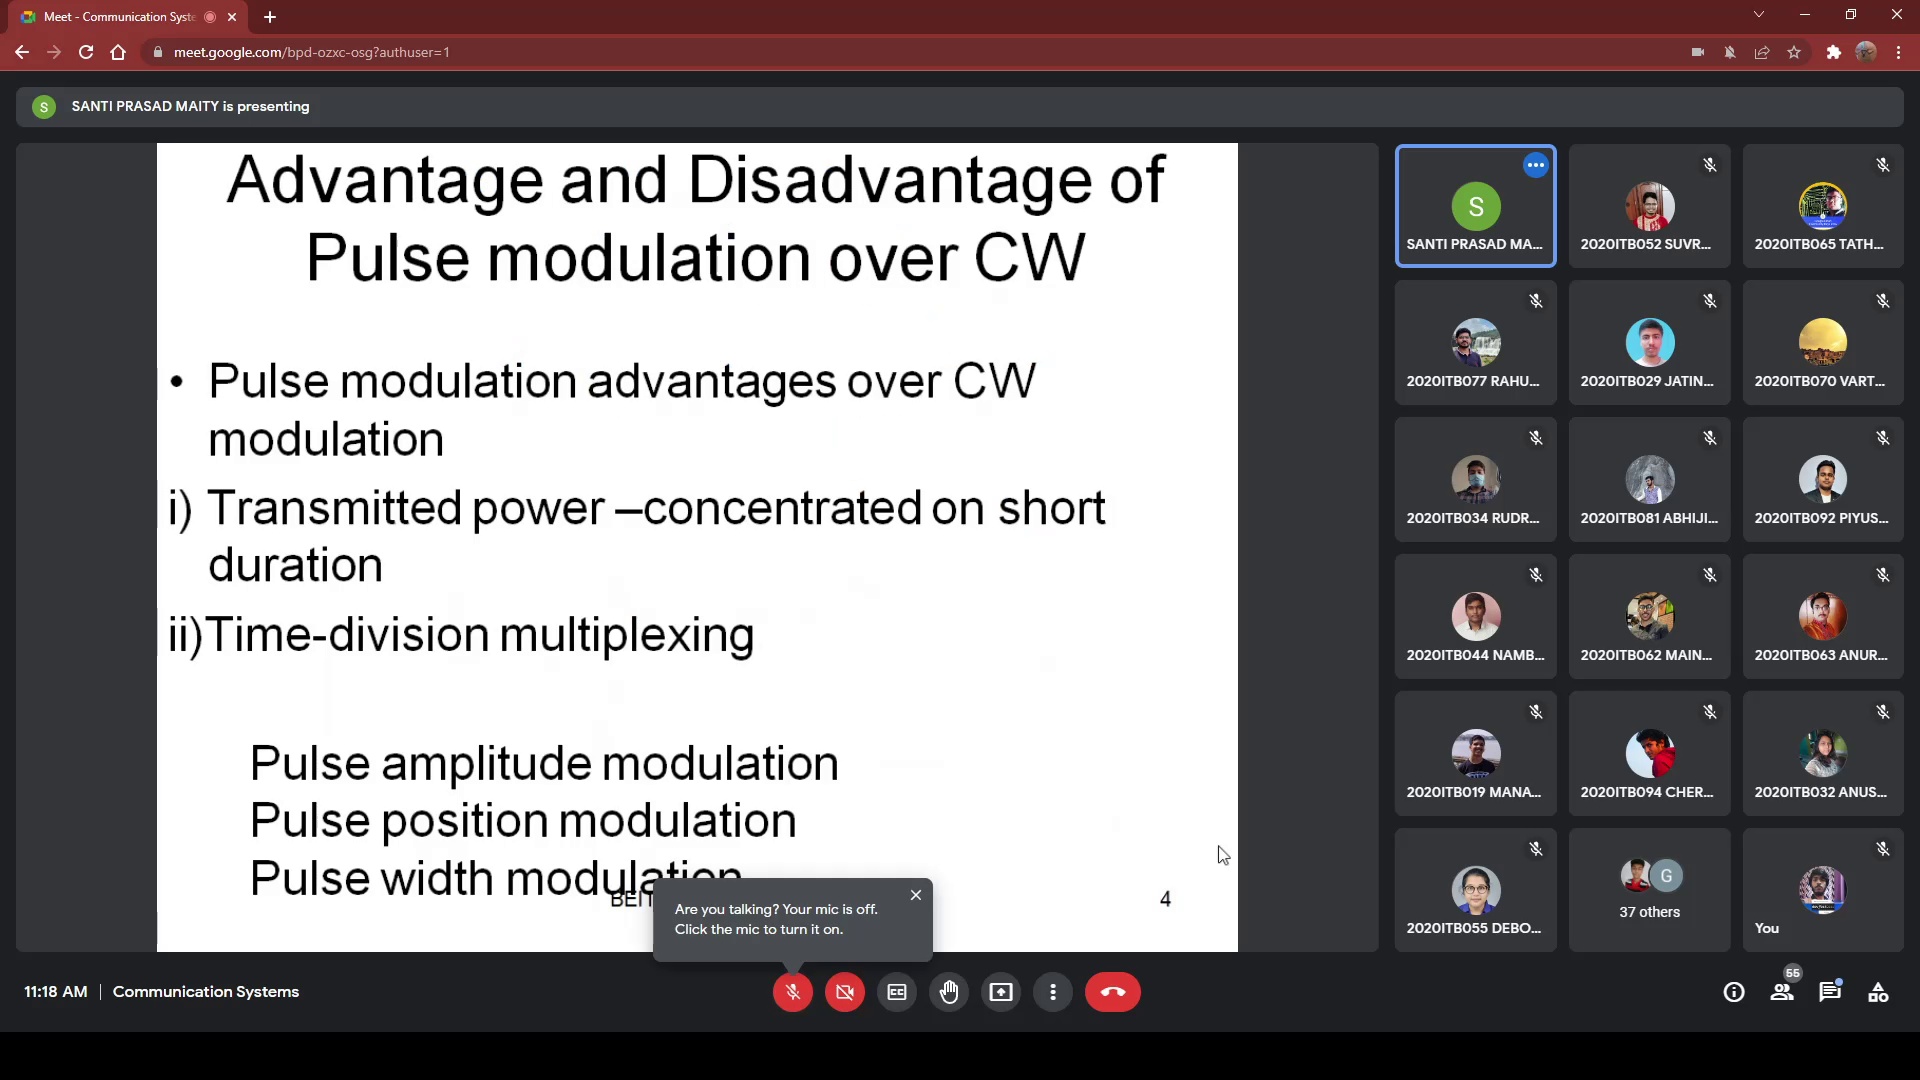 Meet - Communication Syste
meet.google.com/bpd-ozxc-osg?authuser=1
S
SANTI PRASAD MAITY is presenting
Advantage and Disadvantage of
Pulse modulation over CW
• Pulse modulation advantages over CW
modulation
i) Transmitted power –concentrated on short
duration
ii)Time-division multiplexing
Pulse amplitude modulation
Pulse position modulation
Pulse width modulation
BEIT
4
Are you talking? Your mic is off.
Click the mic to turn it on.
S
SANTI PRASAD MA...
2020ITB052 SUVR...
2020ITB065 TATH...
2020ITB077 RAHU...
2020ITB029 JATIN...
2020ITB070 VART...
2020ITB034 RUDR...
2020ITB081 ABHIJI...
2020ITB092 PIYUS...
2020ITB044 NAMB...
2020ITB062 MAIN...
2020ITB063 ANUR...
2020ITB019 MANA...
2020ITB094 CHER...
2020ITB032 ANUS...
2020ITB055 DEBO...
G
37 others
You
11:18 AM | Communication Systems
55